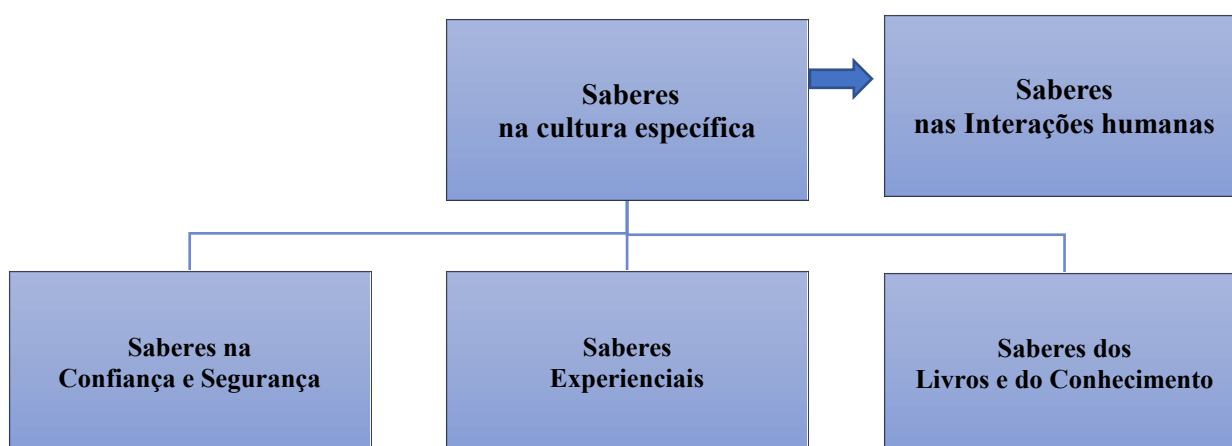 Saberes
na cultura específica
Saberes
nas Interações humanas
Saberes na
Confiança e Segurança
Saberes
Experienciais
Saberes dos
Livros e do Conhecimento